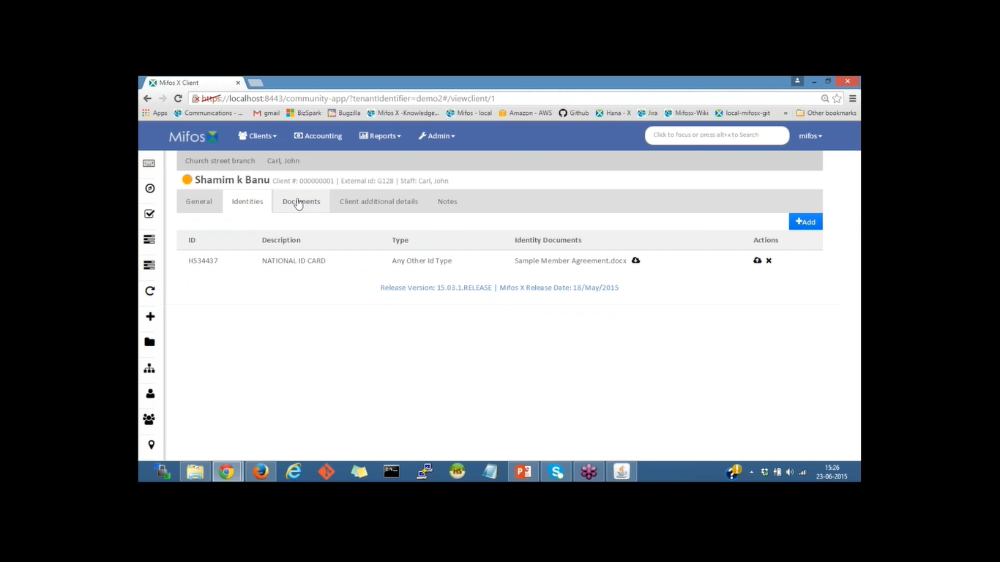 Mifos X Client
https://localhost:8443/community-app/?tenantIdentifier=demo2#/viewclient/1
Apps Communications - ... gmail BizSpark Bugzilla Mifos X -Knowledge... Mifos - local Amazon - AWS Github Hana - X Jira Mifosx-Wiki local-mifosx-git » Other bookmarks
Mifos Clients Accounting Reports Admin Click to focus or press alt+x to Search mifos
Church street branch Carl, John
Shamim k Banu Client #: 000000001 | External id: G128 | Staff: Carl, John
General Identities Documents Client additional details Notes
+Add
ID Description Type Identity Documents Actions
H534437 NATIONAL ID CARD Any Other Id Type Sample Member Agreement.docx
Release Version: 15.03.1.RELEASE | Mifos X Release Date: 18/May/2015
HS
15:26
23-06-2015